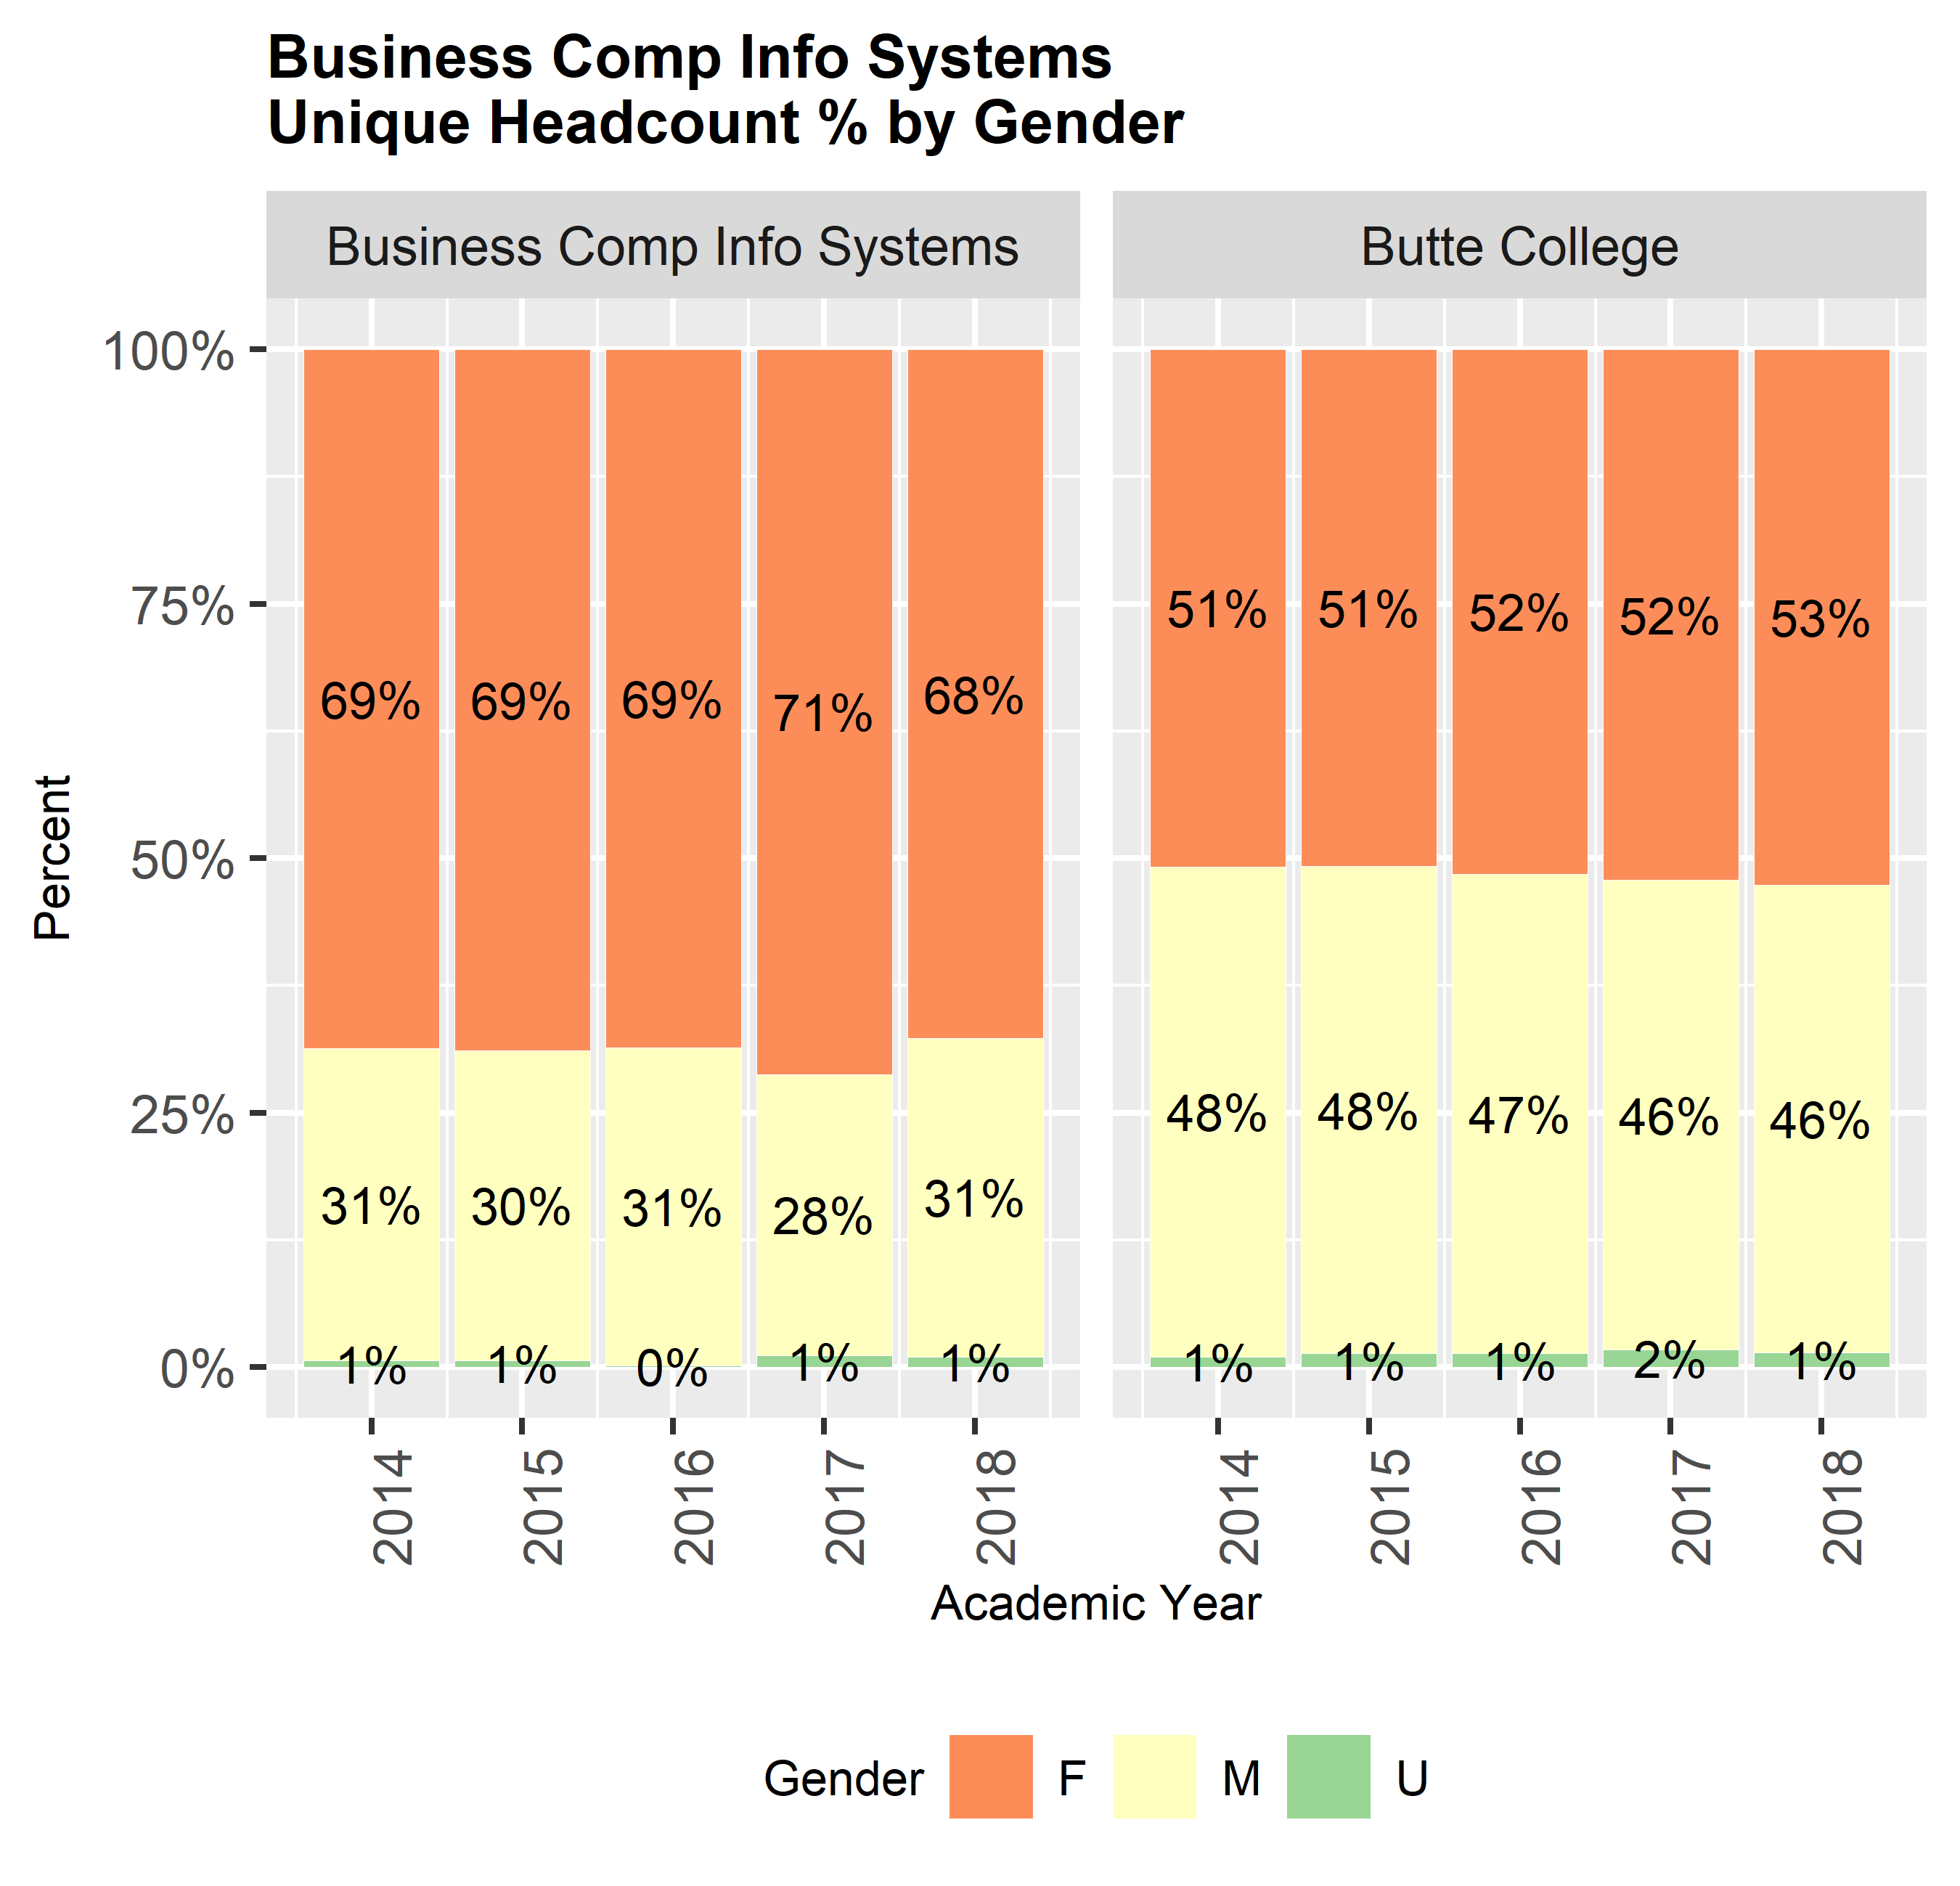 Business Comp Info Systems
Unique Headcount % by Gender
Business Comp Info Systems
Butte College
Percent
100%
75%
50%
25%
0%
69% 69% 69% 71% 68%
31% 30% 31% 28% 31%
1% 1% 0% 1% 1%
51% 51% 52% 52% 53%
48% 48% 47% 46% 46%
1% 1% 1% 2% 1%
2014 2015 2016 2017 2018
2014 2015 2016 2017 2018
Academic Year
Gender F M U